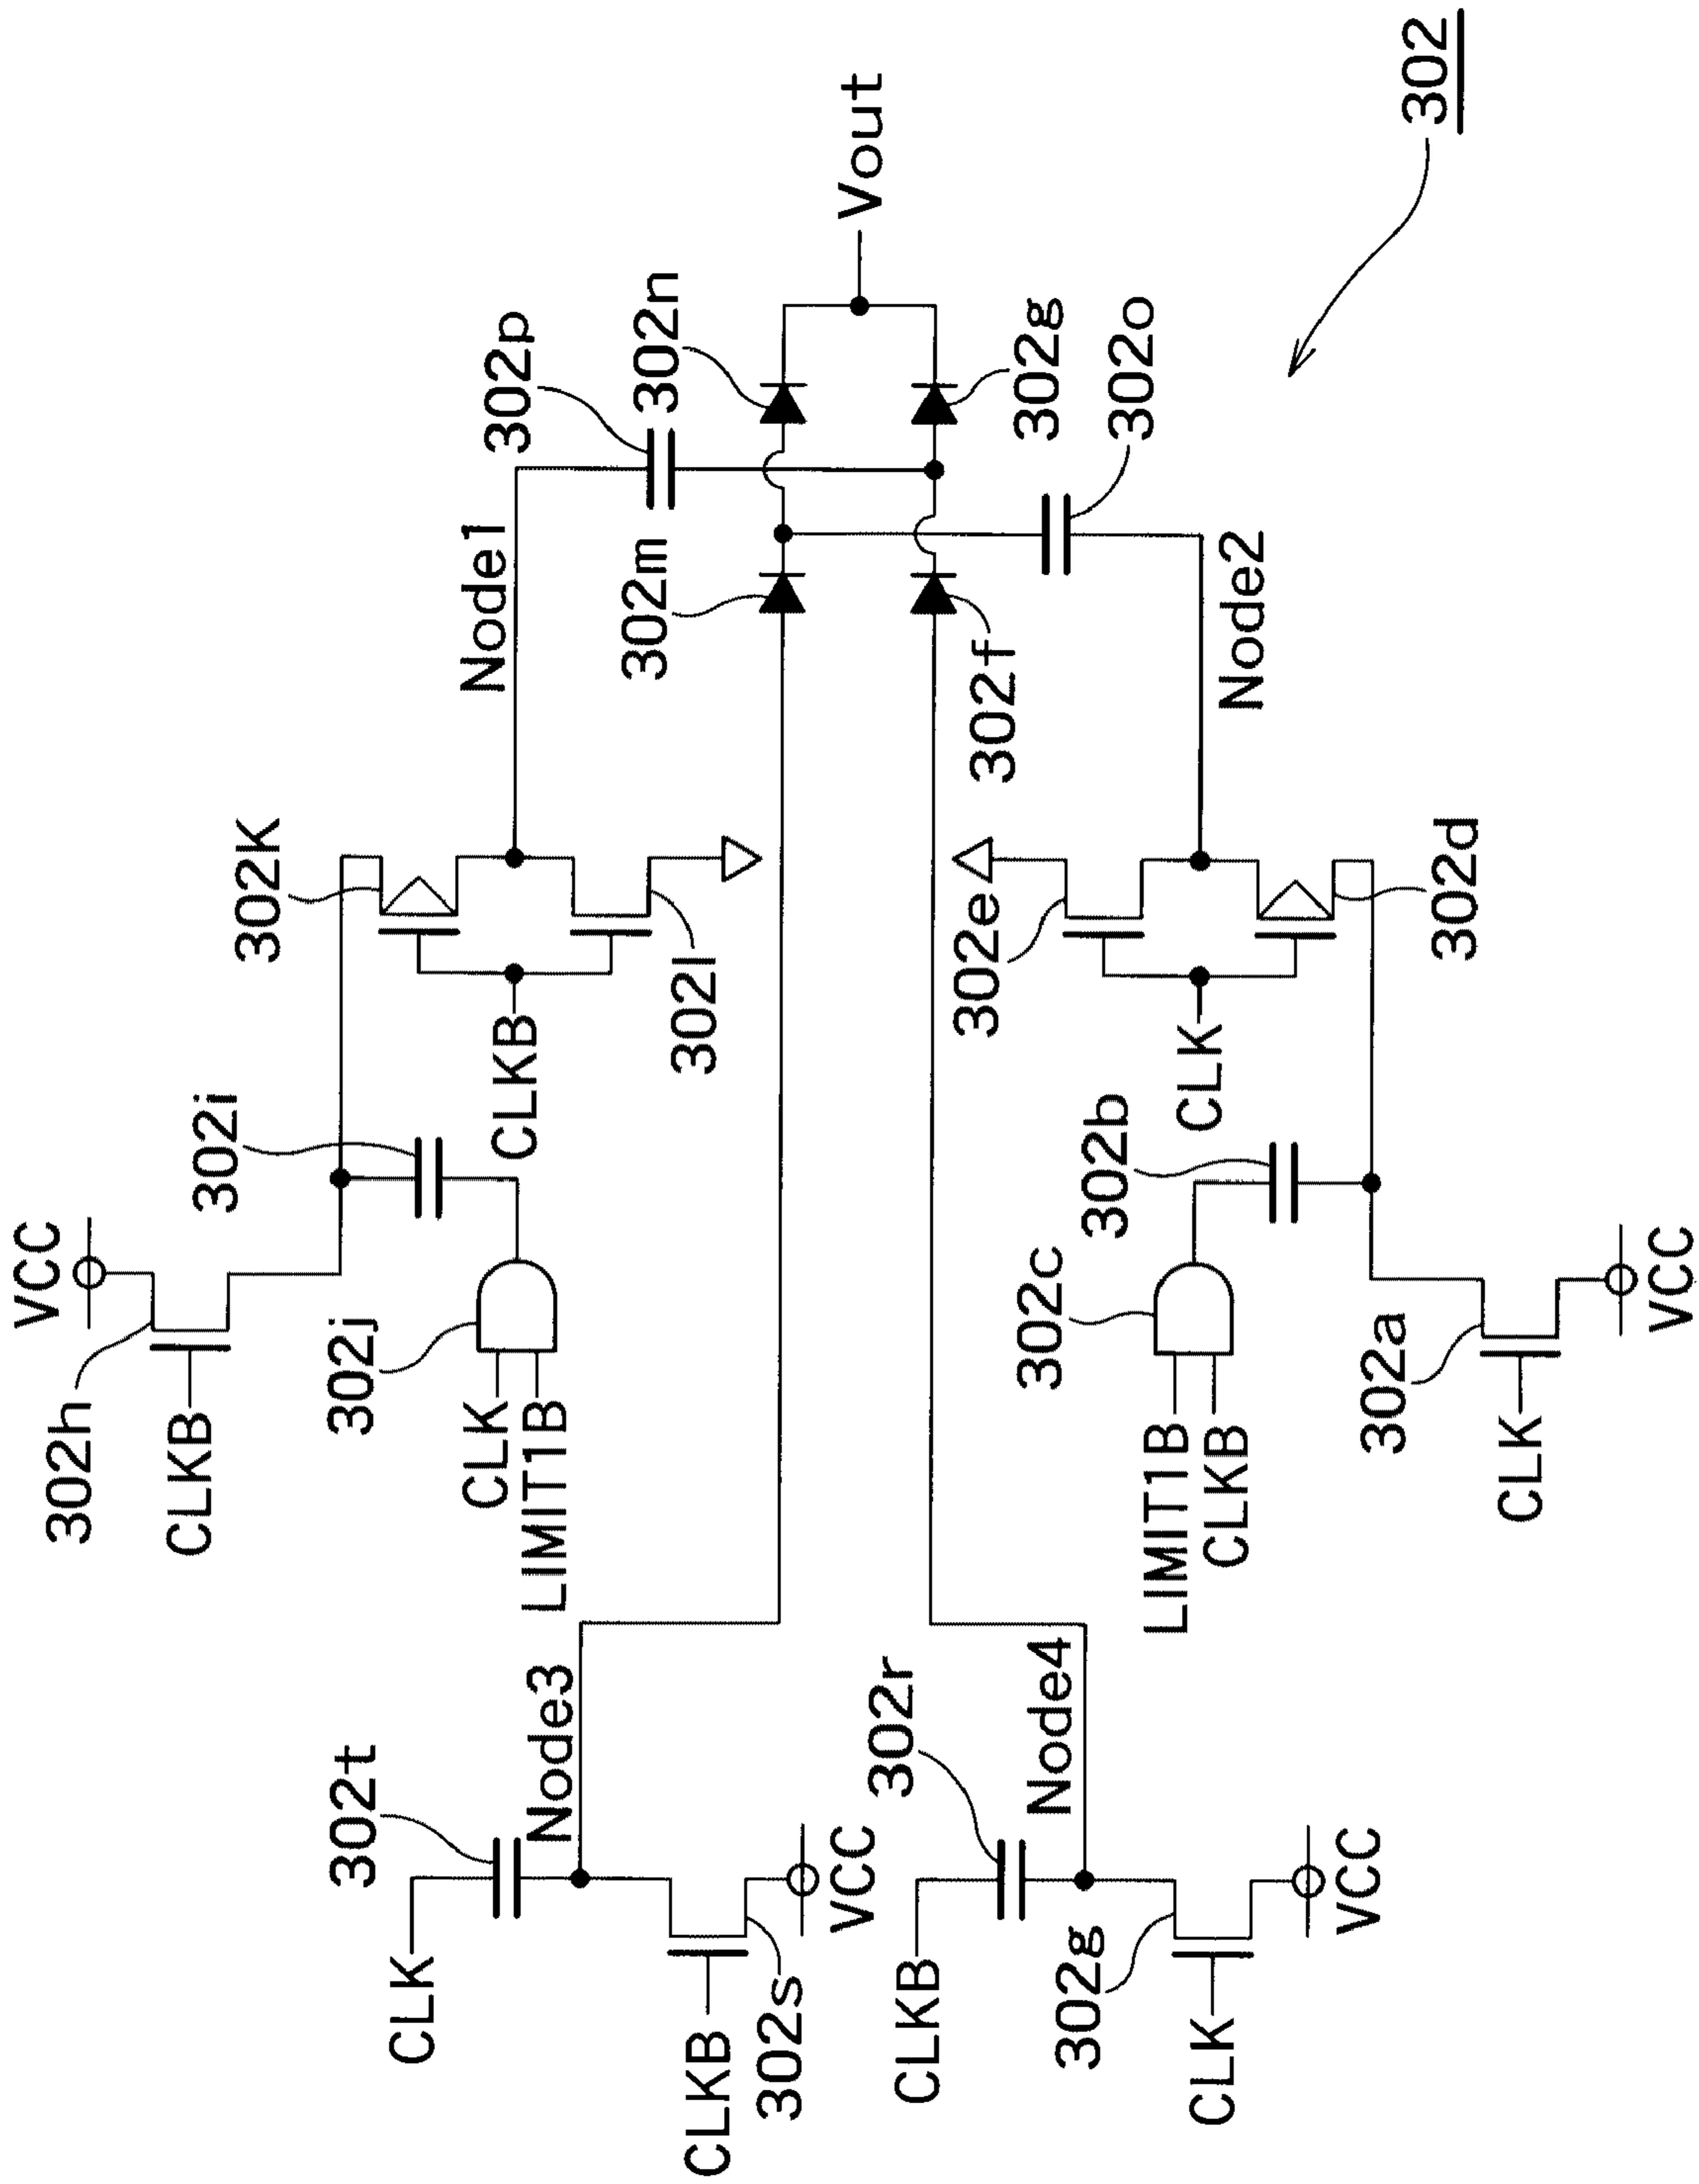 302
VCC
302h
CLKB
302i
302j
CLK
LIMIT1B
302K
CLKB
302l
Node1
302p
302n
302m
Vout
302g
302o
302f
Node2
302e
302d
CLK
302b
302c
LIMIT1B
CLKB
302a
CLK
VCC
302t
CLK
Node3
CLKB
302s
VCC
302r
CLKB
Node4
302g
CLK
VCC